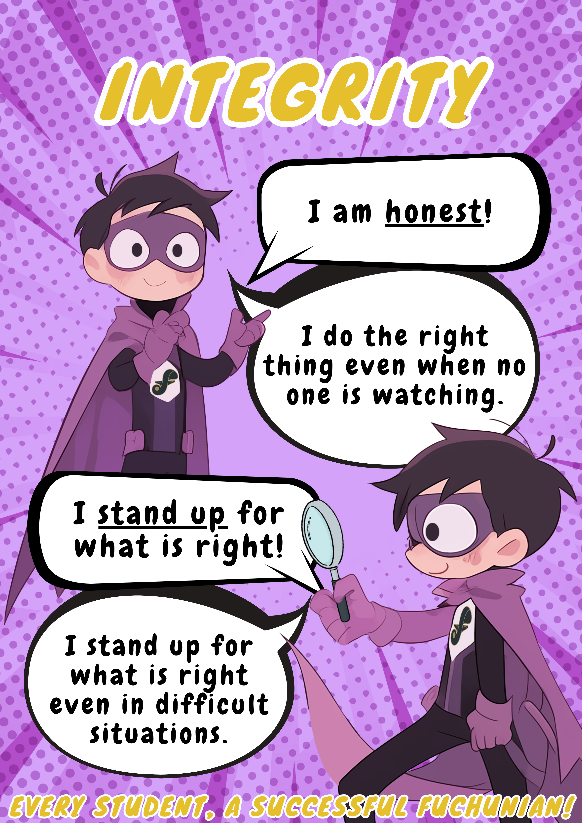 INTEGRITY
I am honest!
I do the right
thing even when no
one is watching.
I stand up for
what is right!
I stand up for
what is right
even in difficult
situations.
EVERY STUDENT, A SUCCESSFUL FUCHUNIAN!